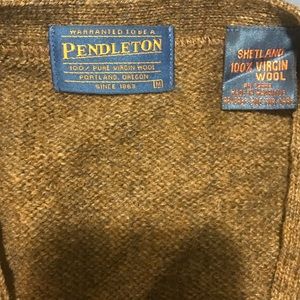 WARRANTED TO BE A
PENDLETON
100% PURE VIRGIN WOOL
PORTLAND, OREGON
SINCE 1863
M
SHETLAND
100% VIRGIN
WOOL